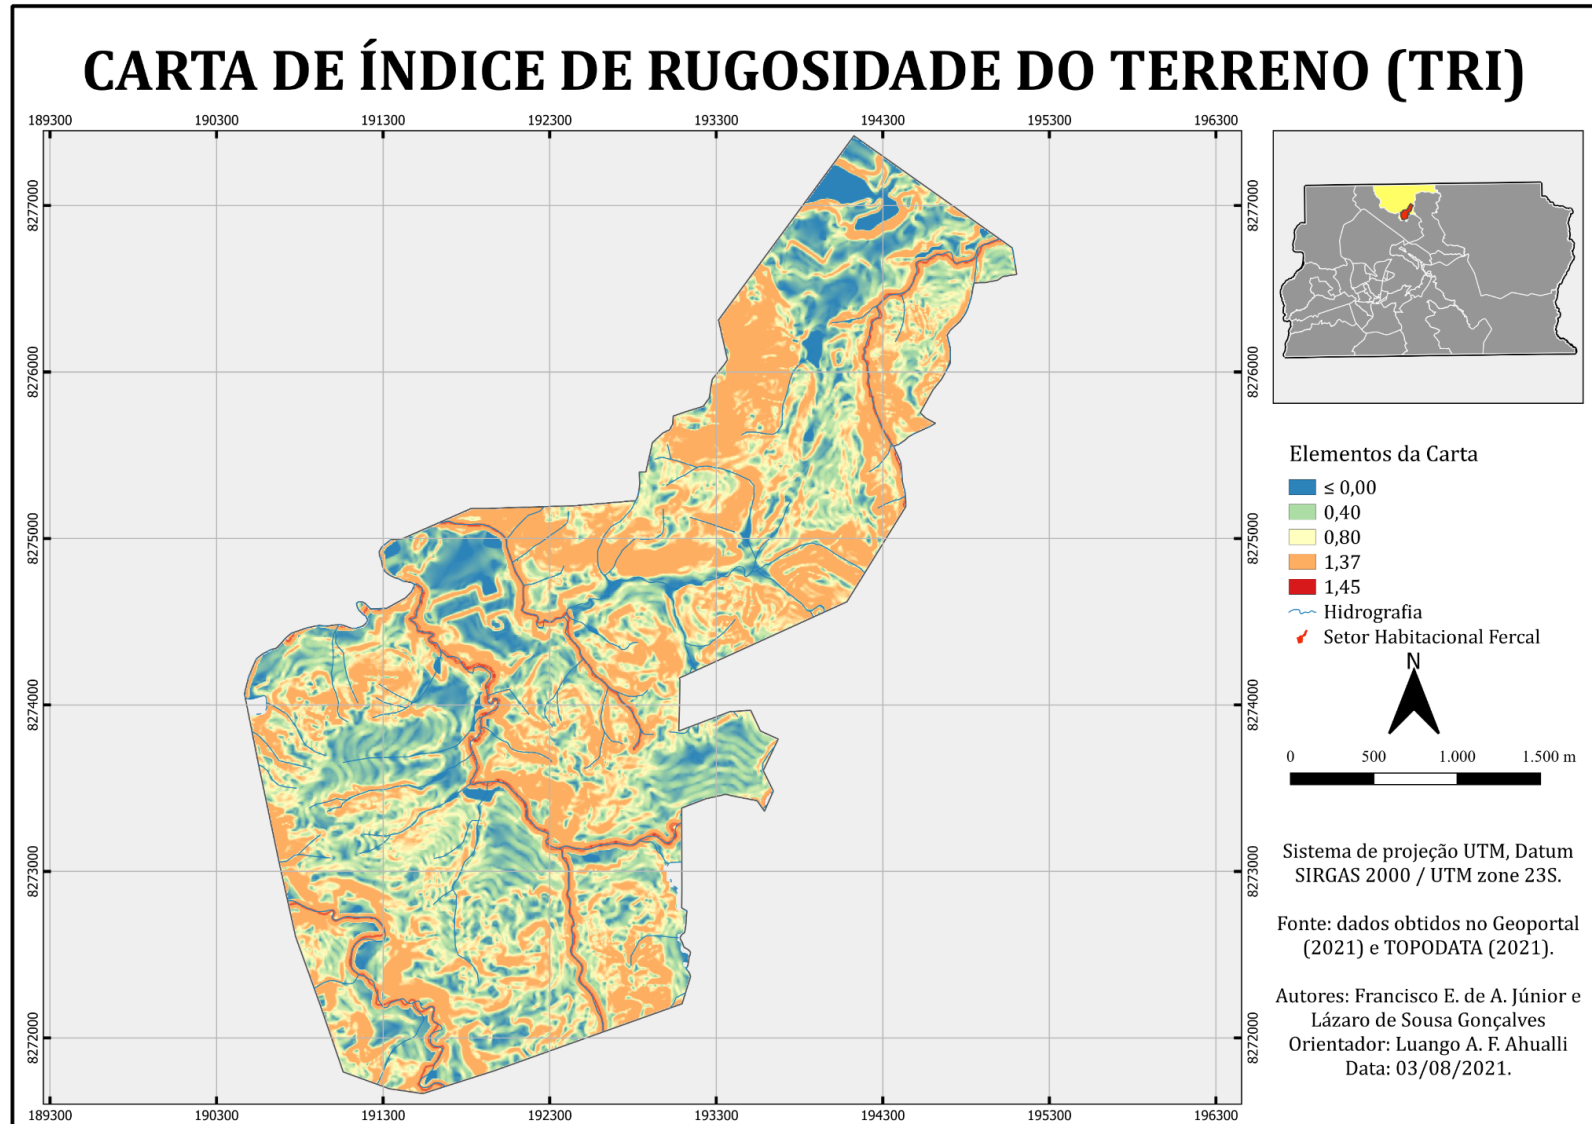 CARTA DE ÍNDICE DE RUGOSIDADE DO TERRENO (TRI)
189300 190300 191300 192300 193300 194300 195300 196300
8277000 8277000
8276000 8276000
8275000 8275000
8274000 8274000
8273000 8273000
8272000 8272000
189300 190300 191300 192300 193300 194300 195300 196300
Elementos da Carta
≤ 0,00
0,40
0,80
1,37
1,45
Hidrografia
Setor Habitacional Fercal
N
0 500 1.000 1.500 m
Sistema de projeção UTM, Datum
SIRGAS 2000 / UTM zone 23S.
Fonte: dados obtidos no Geoportal
(2021) e TOPODATA (2021).
Autores: Francisco E. de A. Júnior e
Lázaro de Sousa Gonçalves
Orientador: Luango A. F. Ahualli
Data: 03/08/2021.